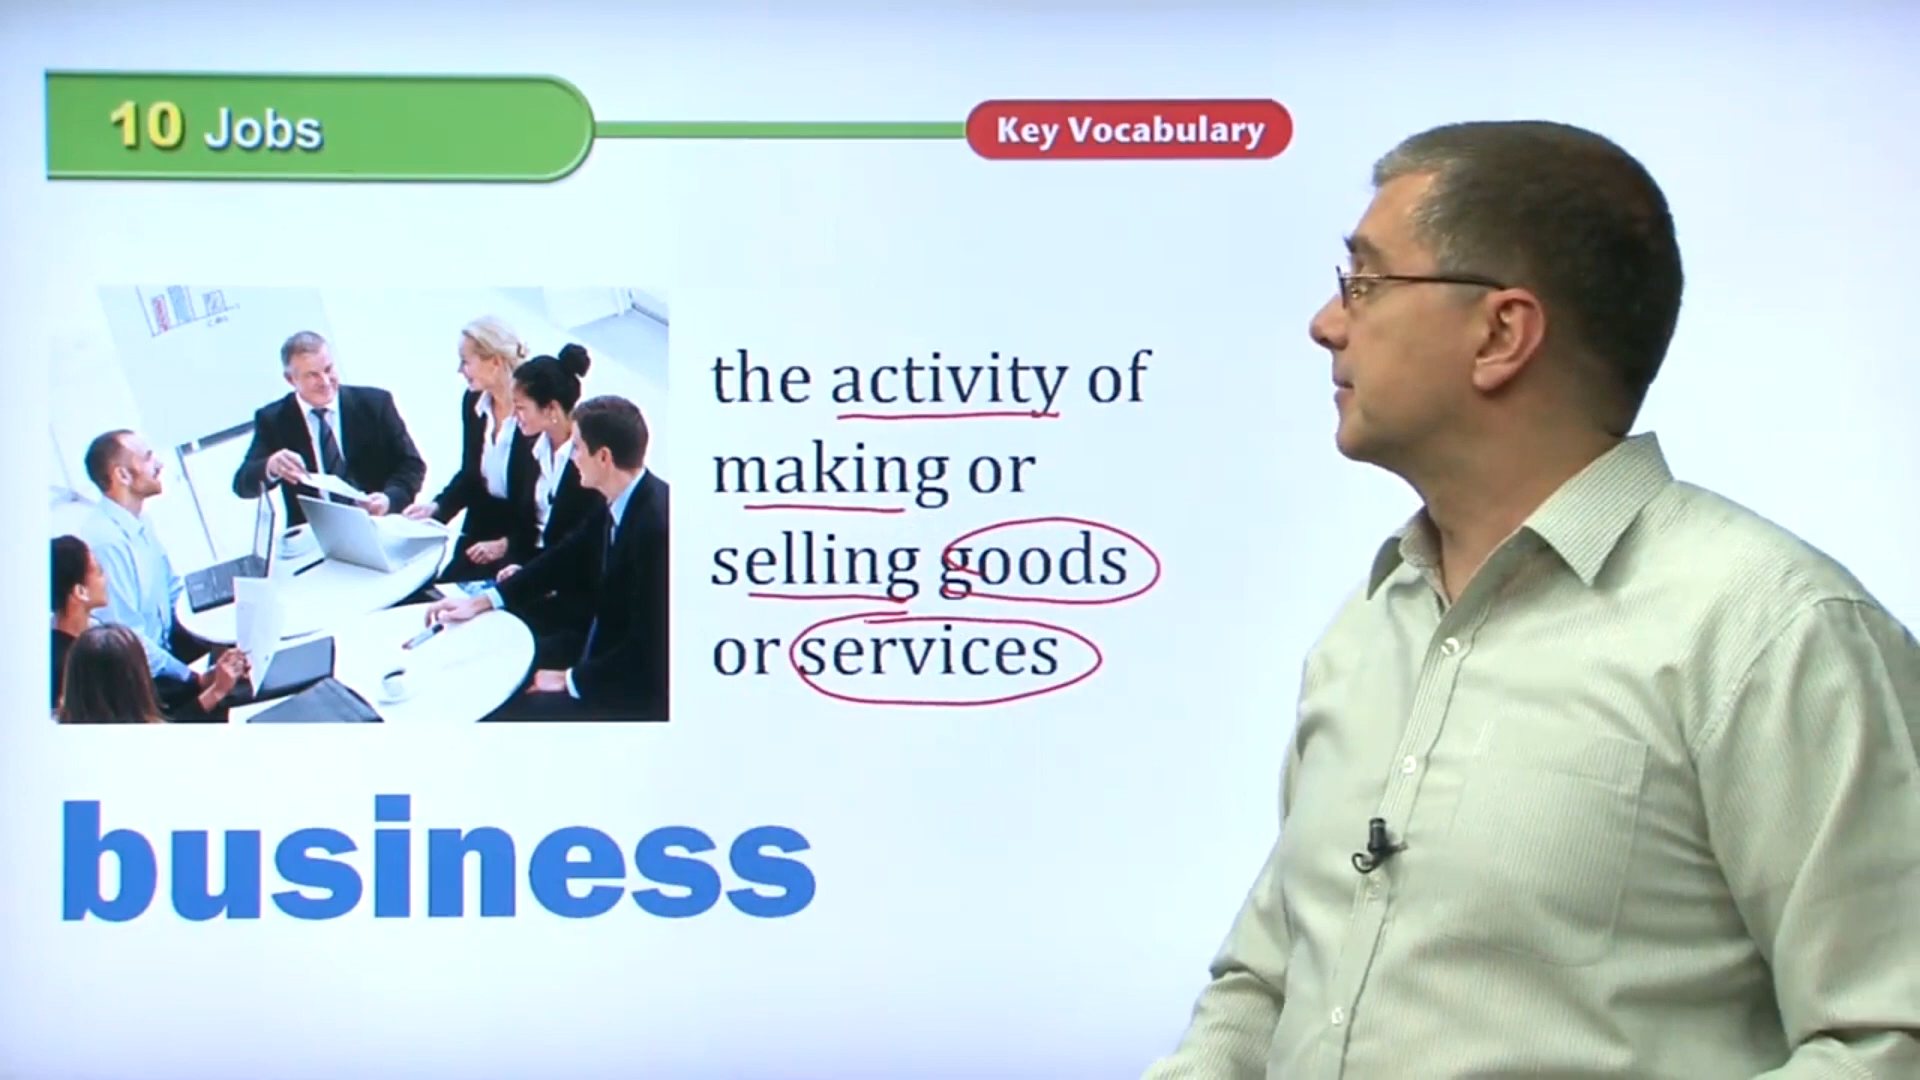 10 Jobs
Key Vocabulary
the activity of
making or
selling goods
or services
business